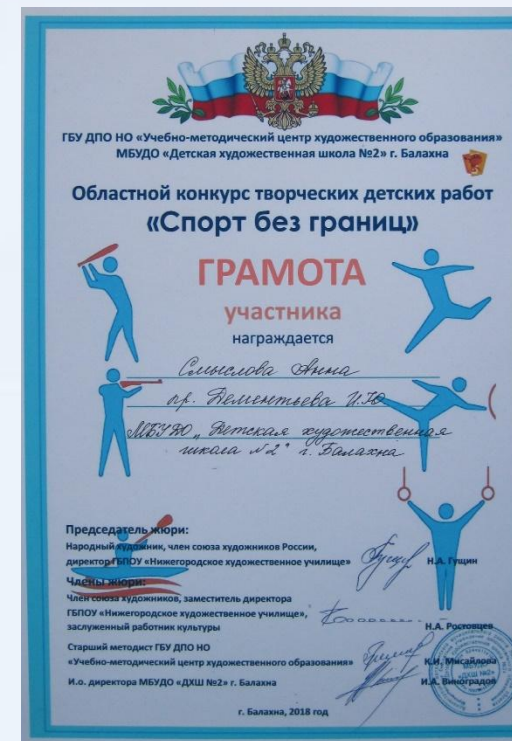 ГБУ ДПО НО «Учебно-методический центр художественного образования»
МБУДО «Детская художественная школа №2» г. Балахна
Областной конкурс творческих детских работ
«Спорт без границ»
ГРАМОТА
участника
награждается
Смыслова Анна
пр. Дементьева И.Ю.
МБУДО „Детская художественная
школа №2" г. Балахна
Председатель жюри:
Народный художник, член союза художников России,
директор ГБПОУ «Нижегородское художественное училище»
Н.А. Гущин
Члены жюри:
Член союза художников, заместитель директора
ГБПОУ «Нижегородское художественное училище»,
заслуженный работник культуры
Н.А. Ростовцев
Старший методист ГБУ ДПО НО
«Учебно-методический центр художественного образования»
К.И. Мисайлова
И.о. директора МБУДО «ДХШ №2» г. Балахна
И.А. Виноградов
МБУДО
«ДХШ №2»
г. Балахна, 2018 год